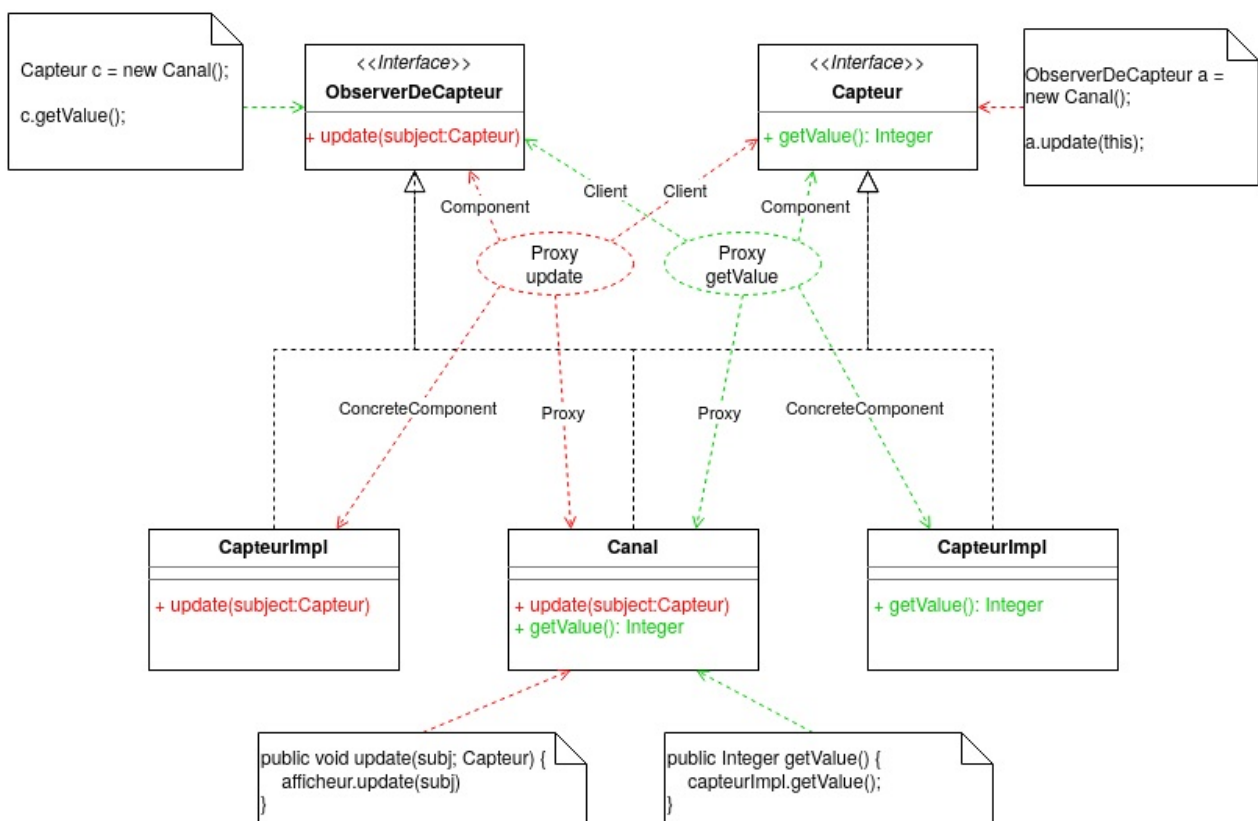 Capteur c = new Canal();
c.getValue();
<<Interface>>
ObserverDeCapteur
+ update(subject:Capteur)
<<Interface>>
Capteur
+ getValue(): Integer
ObserverDeCapteur a =
new Canal();
a.update(this);
Component
Client
Client
Component
Proxy
update
Proxy
getValue
ConcreteComponent
Proxy
Proxy
ConcreteComponent
CapteurImpl
+ update(subject:Capteur)
Canal
+ update(subject:Capteur)
+ getValue(): Integer
CapteurImpl
+ getValue(): Integer
public void update(subj; Capteur) {
afficheur.update(subj)
}
public Integer getValue() {
capteurImpl.getValue();
}